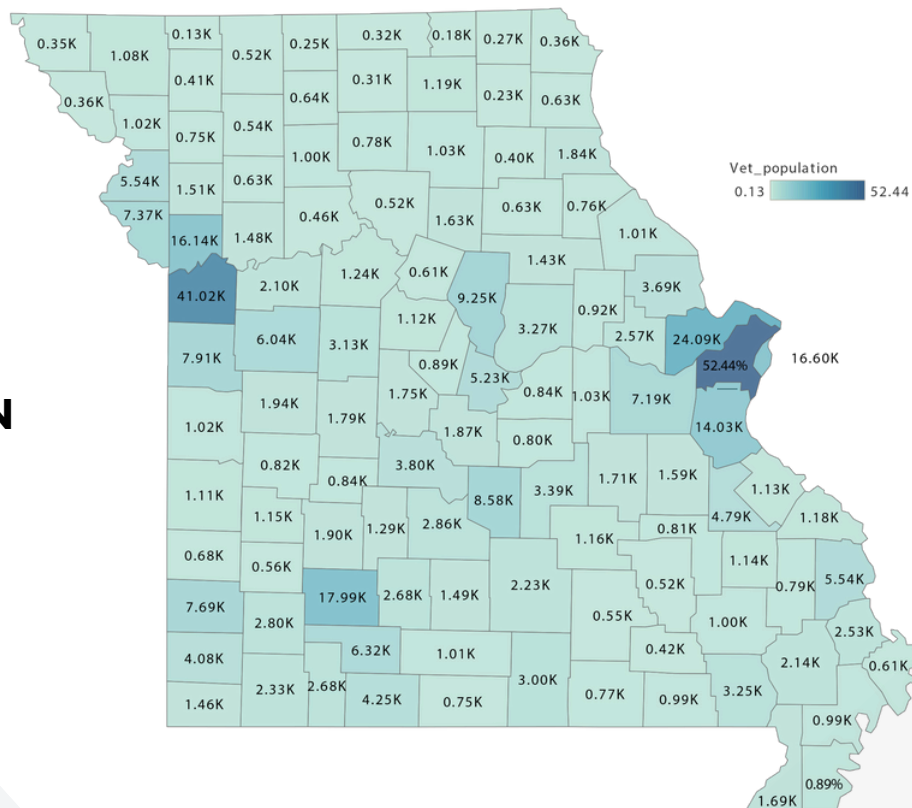 0.35K
1.08K
0.13K
0.52K
0.25K
0.32K
0.18K
0.27K
0.36K
0.41K
0.31K
1.19K
0.36K
0.64K
0.23K
0.63K
1.02K
0.75K
0.54K
1.00K
0.78K
1.03K
0.40K
1.84K
Vet_population
0.13
52.44
5.54K
1.51K
0.63K
0.46K
0.52K
1.63K
0.63K
0.76K
7.37K
16.14K
1.48K
1.01K
41.02K
2.10K
1.24K
0.61K
1.43K
3.69K
9.25K
1.12K
3.27K
0.92K
2.57K
24.09K
7.91K
6.04K
3.13K
0.89K
52.44%
16.60K
5.23K
1.75K
0.84K
1.03K
7.19K
N
1.02K
1.94K
1.79K
1.87K
0.80K
14.03K
0.82K
0.84K
3.80K
3.39K
1.71K
1.59K
1.13K
1.11K
8.58K
4.79K
1.15K
1.90K
1.29K
2.86K
1.16K
0.81K
1.18K
0.68K
0.56K
1.14K
17.99K
2.68K
1.49K
2.23K
0.52K
0.79K
5.54K
7.69K
2.80K
0.55K
1.00K
2.53K
4.08K
6.32K
1.01K
0.42K
2.14K
0.61K
1.46K
2.33K
2.68K
4.25K
0.75K
3.00K
0.77K
0.99K
3.25K
0.99K
0.89%
1.69K